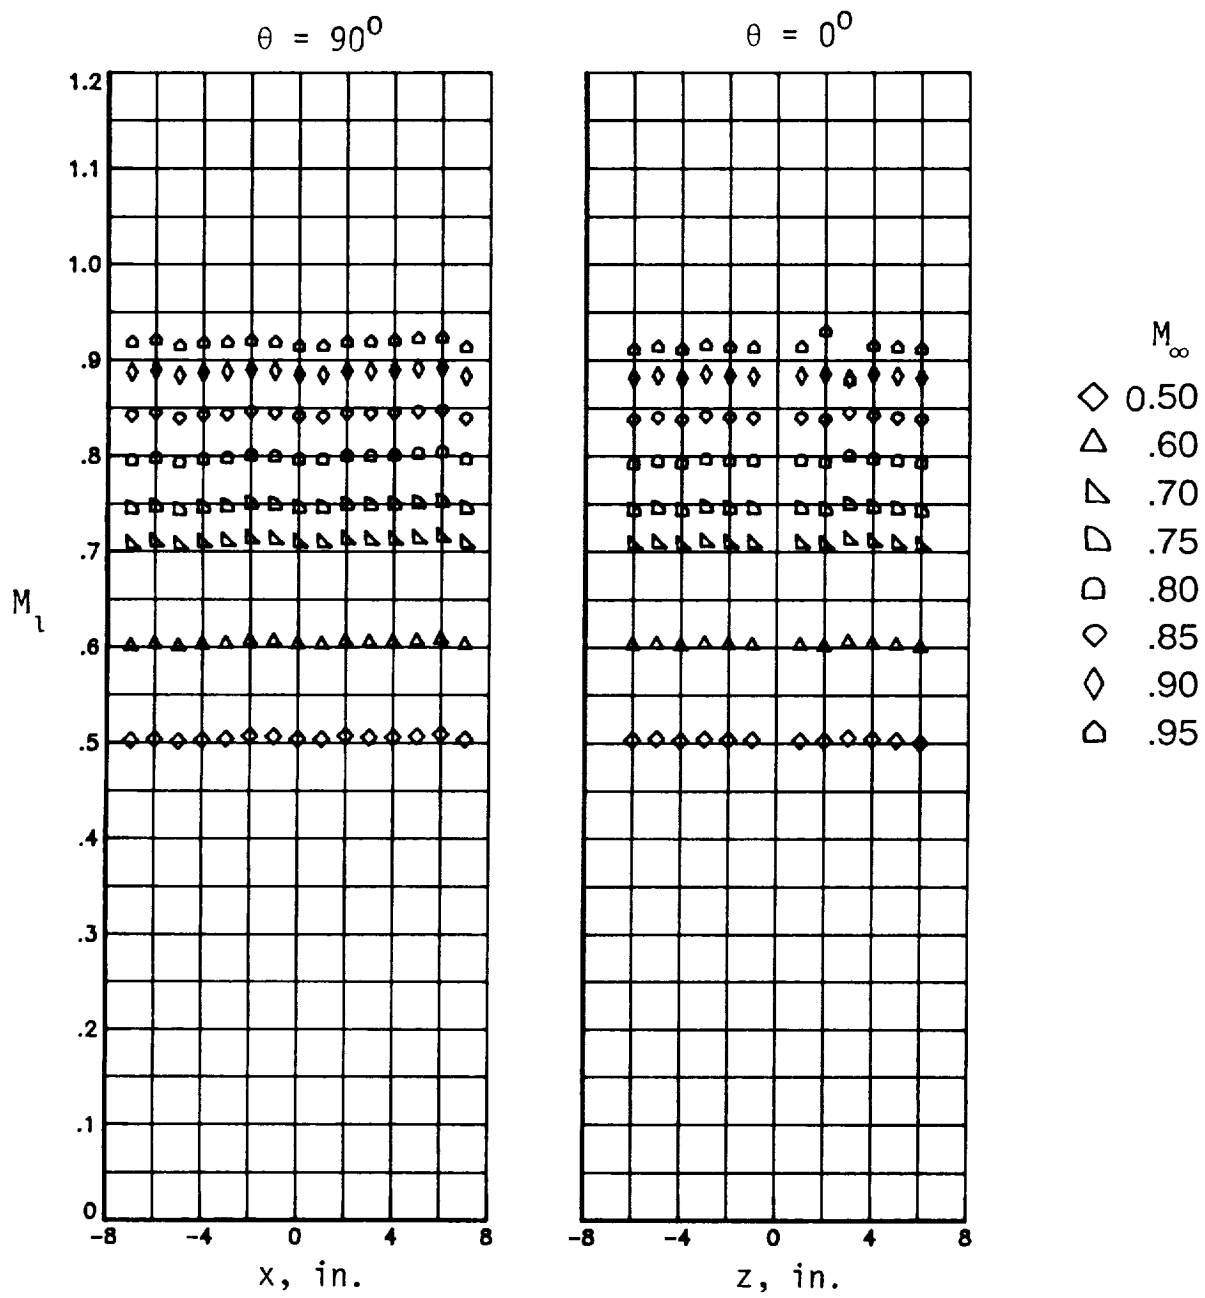 θ = 90°
θ = 0°
1.2
1.1
1.0
.9
.8
.7
.6
.5
.4
.3
.2
.1
0
M_l
-8 -4 0 4 8
x, in.
-8 -4 0 4 8
z, in.
M_∞
0.50
.60
.70
.75
.80
.85
.90
.95